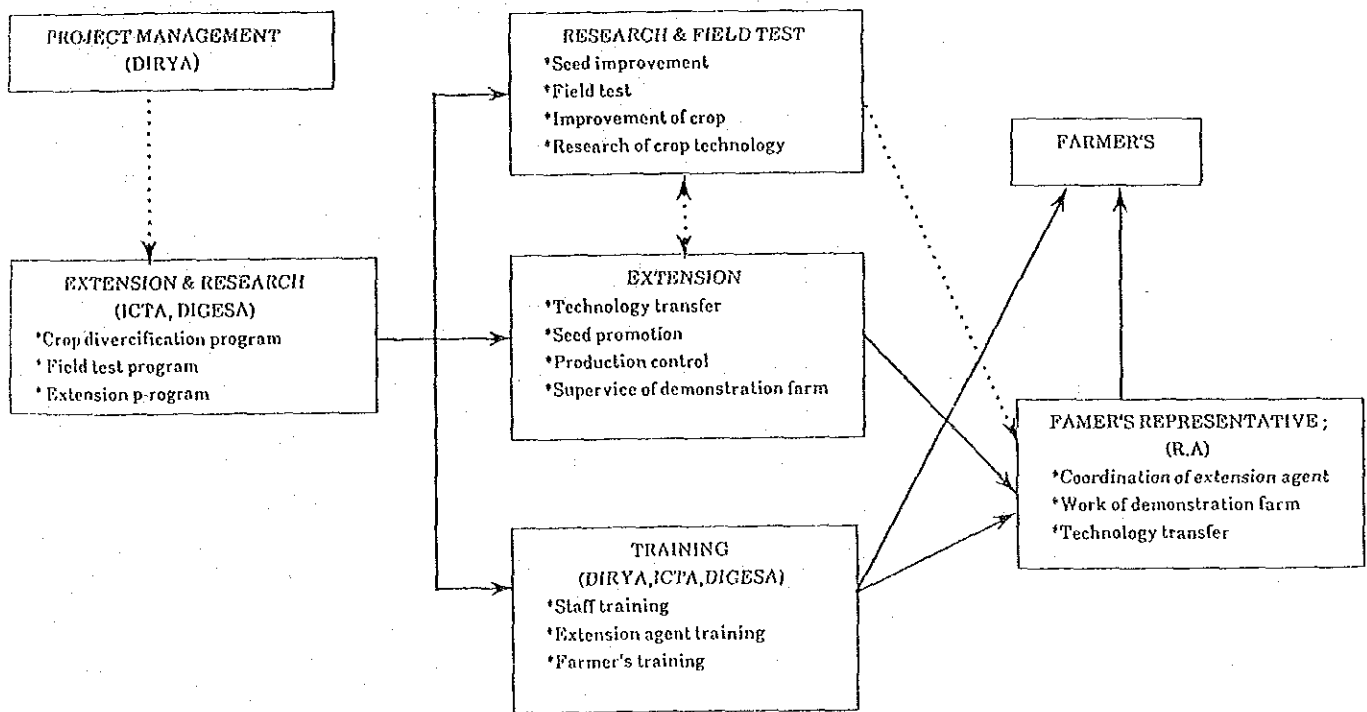 PROJECT MANAGEMENT
(DIRYA)
EXTENSION & RESEARCH
(ICTA, DIGESA)
*Crop divercification program
* Field test program
* Extension p-rogram
RESEARCH & FIELD TEST
*Seed improvement
*Field test
*Improvement of crop
*Research of crop technology
EXTENSION
*Technology transfer
*Seed promotion
*Production control
*Supervice of demonstration farm
TRAINING
(DIRYA,ICTA,DIGESA)
*Staff training
*Extension agent training
*Farmer's training
FARMER'S
FAMER'S REPRESENTATIVE ;
(R.A)
*Coordination of extension agent
*Work of demonstration farm
*Technology transfer